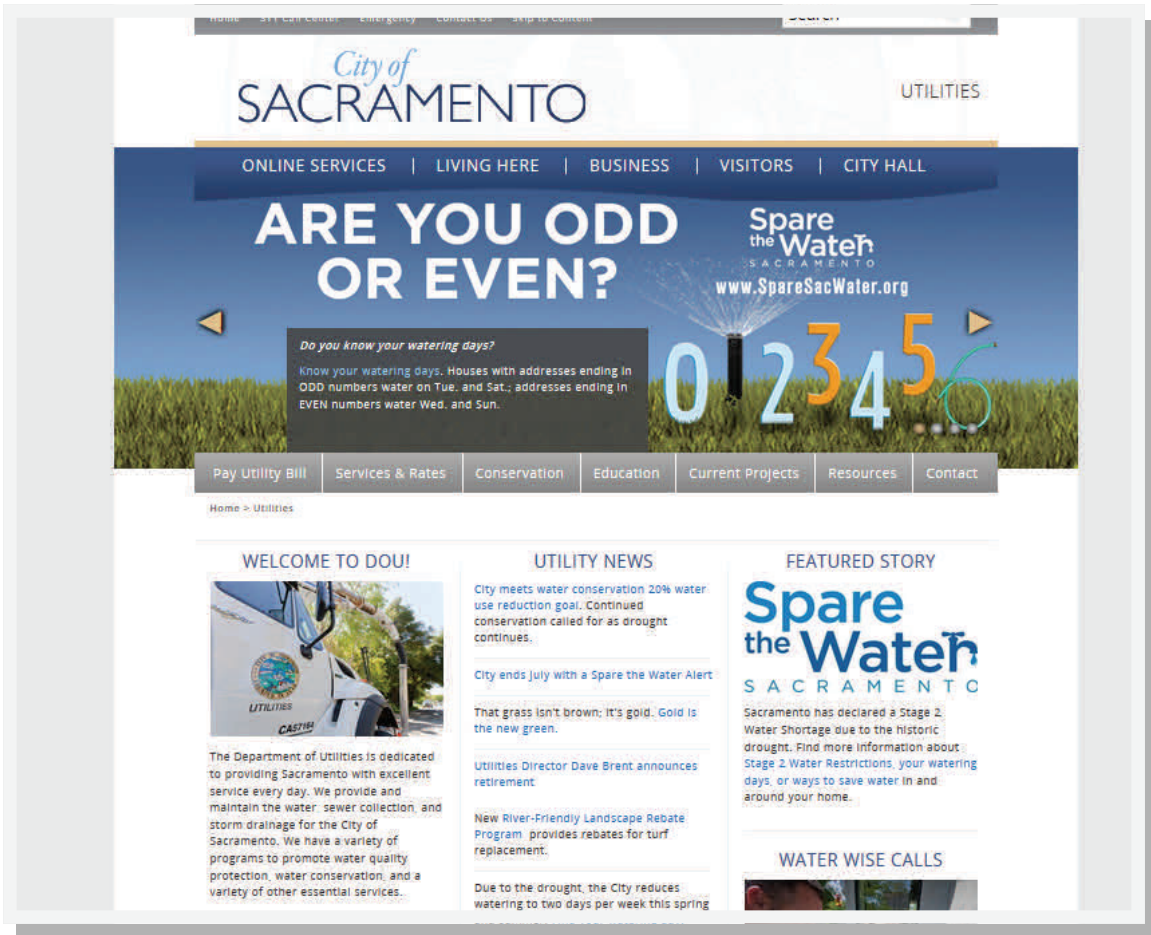 Home 311 Call Center Emergency Contact Us Skip to Content
Search
City of
SACRAMENTO
UTILITIES
ONLINE SERVICES | LIVING HERE | BUSINESS | VISITORS | CITY HALL
ARE YOU ODD
OR EVEN?
Spare
the Water
SACRAMENTO
www.SpareSacWater.org
Do you know your watering days?
Know your watering days. Houses with addresses ending in
ODD numbers water on Tue. and Sat.; addresses ending in
EVEN numbers water Wed. and Sun.
0 1 2 3 4 5 6
Pay Utility Bill Services & Rates Conservation Education Current Projects Resources Contact
Home > Utilities
WELCOME TO DOU!
UTILITIES
CA57164
The Department of Utilities is dedicated
to providing Sacramento with excellent
service every day. We provide and
maintain the water, sewer collection, and
storm drainage for the City of
Sacramento. We have a variety of
programs to promote water quality
protection, water conservation, and a
variety of other essential services.
UTILITY NEWS
City meets water conservation 20% water
use reduction goal. Continued
conservation called for as drought
continues.
City ends July with a Spare the Water Alert
That grass isn't brown; it's gold. Gold is
the new green.
Utilities Director Dave Brent announces
retirement
New River-Friendly Landscape Rebate
Program provides rebates for turf
replacement.
Due to the drought, the City reduces
watering to two days per week this spring
FEATURED STORY
Spare
the Water
SACRAMENTO
Sacramento has declared a Stage 2
Water Shortage due to the historic
drought. Find more information about
Stage 2 Water Restrictions, your watering
days, or ways to save water in and
around your home.
WATER WISE CALLS